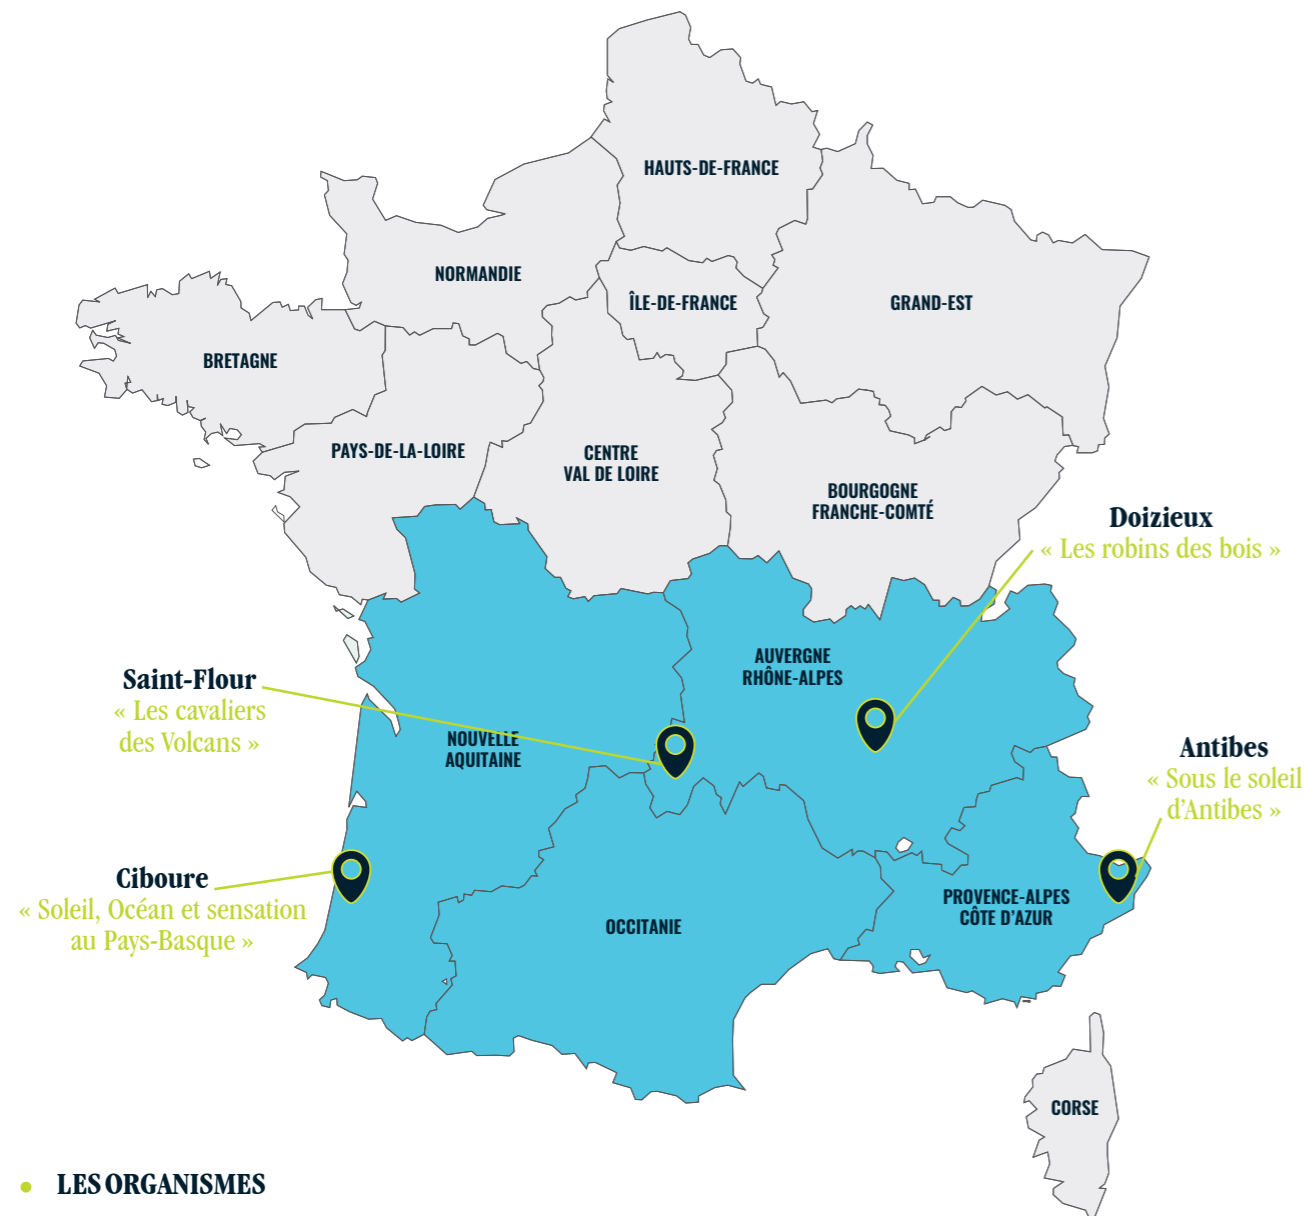 HAUTS-DE-FRANCE
NORMANDIE
ÎLE-DE-FRANCE
GRAND-EST
BRETAGNE
PAYS-DE-LA-LOIRE
CENTRE
VAL DE LOIRE
BOURGOGNE
FRANCHE-COMTÉ
Doizieux
« Les robins des bois »
AUVERGNE
RHÔNE-ALPES
Saint-Flour
« Les cavaliers
des Volcans »
NOUVELLE
AQUITAINE
Antibes
« Sous le soleil
d’Antibes »
Ciboure
« Soleil, Océan et sensation
au Pays-Basque »
OCCITANIE
PROVENCE-ALPES
CÔTE D’AZUR
CORSE
• LES ORGANISMES